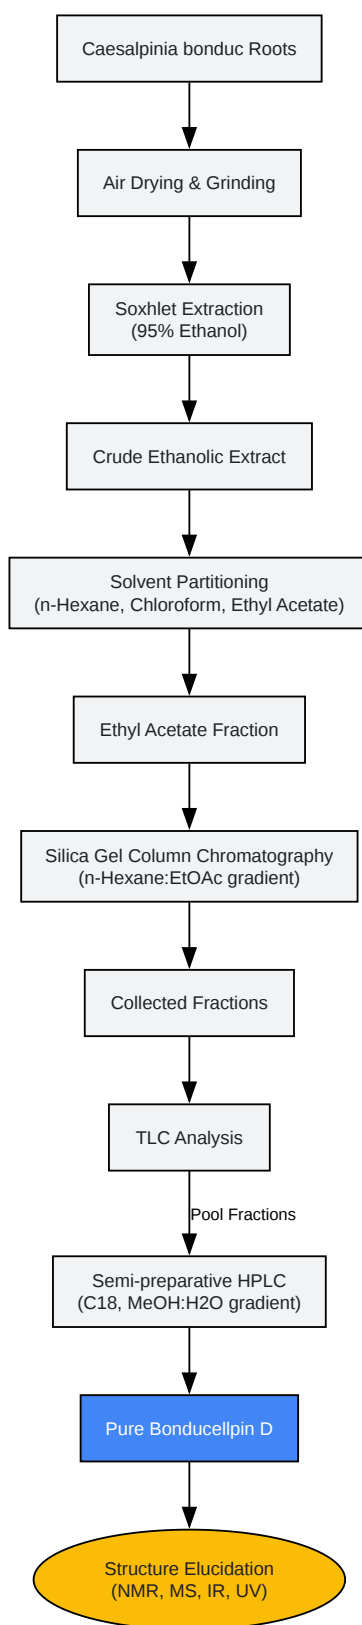 Caesalpinia bonduc Roots
Air Drying & Grinding
Soxhlet Extraction
(95% Ethanol)
Crude Ethanolic Extract
Solvent Partitioning
(n-Hexane, Chloroform, Ethyl Acetate)
Ethyl Acetate Fraction
Silica Gel Column Chromatography
(n-Hexane:EtOAc gradient)
Collected Fractions
TLC Analysis
Pool Fractions
Semi-preparative HPLC
(C18, MeOH:H2O gradient)
Pure Bonducellpin D
Structure Elucidation
(NMR, MS, IR, UV)